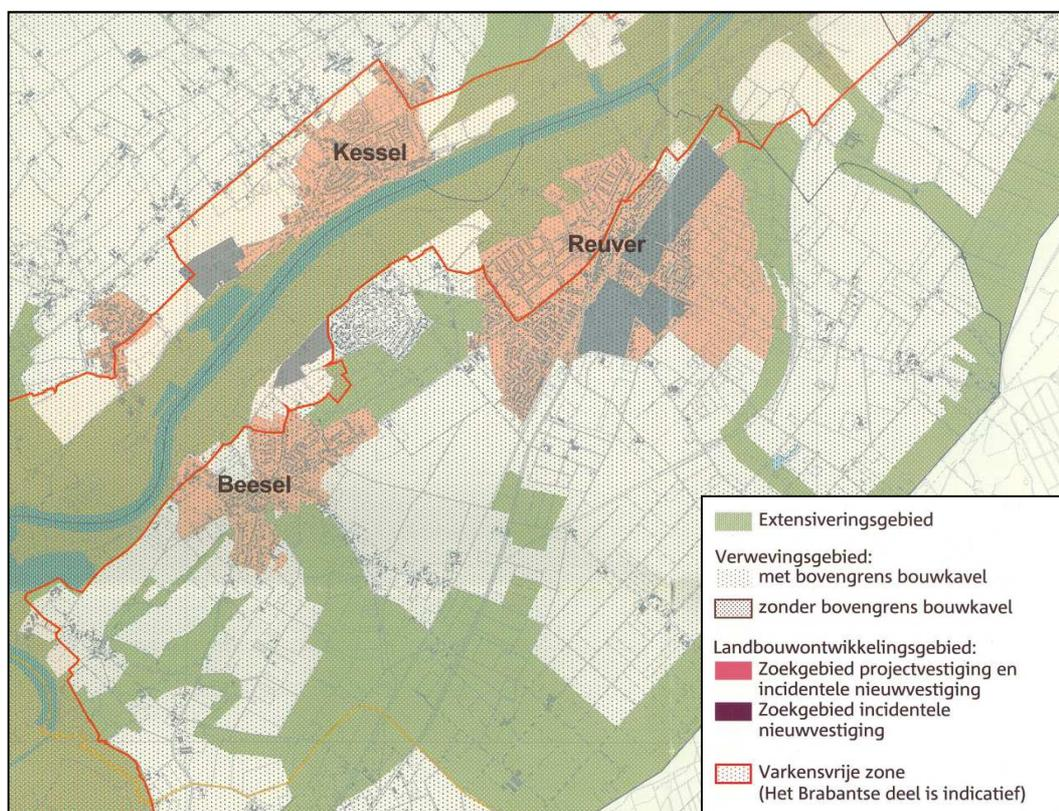 Kessel
Reuver
Beesel
Extensiveringsgebied
Verwevingsgebied:
met bovengrens bouwkavel
zonder bovengrens bouwkavel
Landbouwontwikkelingsgebied:
Zoekgebied projectvestiging en
incidentele nieuwvestiging
Zoekgebied incidentele
nieuwvestiging
Varkensvrije zone
(Het Brabantse deel is indicatief)